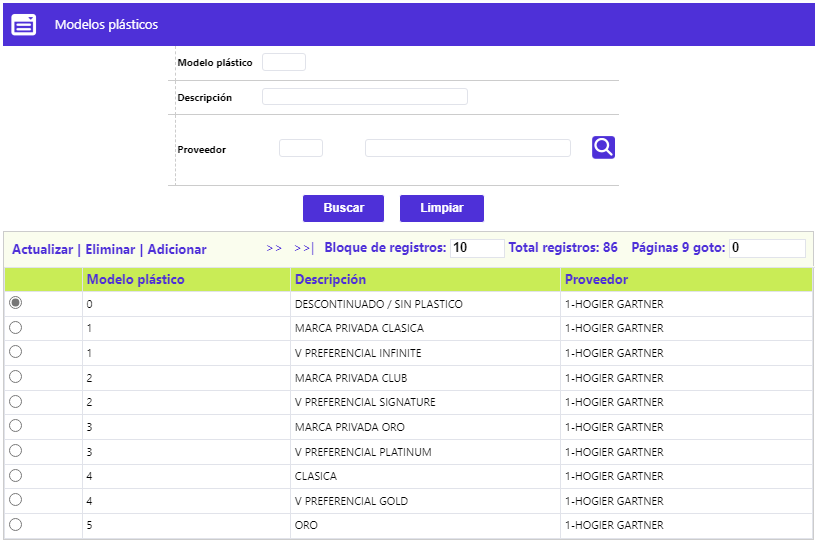 Modelos plásticos
Modelo plástico
Descripción
Proveedor
Buscar Limpiar
Actualizar | Eliminar | Adicionar >> >>| Bloque de registros: 10 Total registros: 86 Páginas 9 goto: 0
Modelo plástico Descripción Proveedor
0 DESCONTINUADO / SIN PLASTICO 1-HOGIER GARTNER
1 MARCA PRIVADA CLASICA 1-HOGIER GARTNER
1 V PREFERENCIAL INFINITE 1-HOGIER GARTNER
2 MARCA PRIVADA CLUB 1-HOGIER GARTNER
2 V PREFERENCIAL SIGNATURE 1-HOGIER GARTNER
3 MARCA PRIVADA ORO 1-HOGIER GARTNER
3 V PREFERENCIAL PLATINUM 1-HOGIER GARTNER
4 CLASICA 1-HOGIER GARTNER
4 V PREFERENCIAL GOLD 1-HOGIER GARTNER
5 ORO 1-HOGIER GARTNER